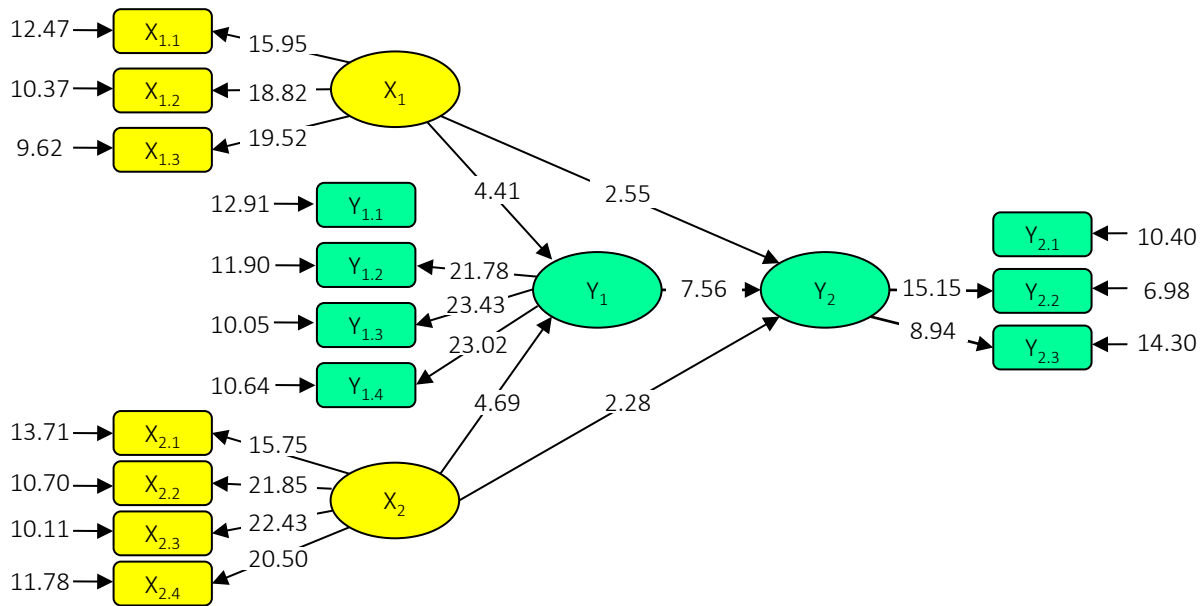 12.47 X1.1 15.95
10.37 X1.2 18.82 X1
9.62 X1.3 19.52
4.41 2.55
12.91 Y1.1
11.90 Y1.2 21.78
10.05 Y1.3 23.43
10.64 Y1.4 23.02
Y1 7.56 Y2
Y2.1 10.40
15.15 Y2.2 6.98
8.94 Y2.3 14.30
4.69 2.28
13.71 X2.1 15.75
10.70 X2.2 21.85
10.11 X2.3 22.43 X2
11.78 X2.4 20.50